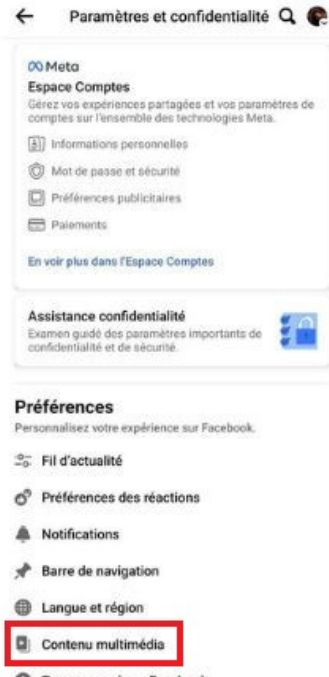 Paramètres et confidentialité
Meta
Espace Comptes
Gérez vos expériences partagées et vos paramètres de
comptes sur l'ensemble des technologies Meta.
Informations personnelles
Mot de passe et sécurité
Préférences publicitaires
Paiements
En voir plus dans l'Espace Comptes
Assistance confidentialité
Examen guidé des paramètres importants de
confidentialité et de sécurité.
Préférences
Personnalisez votre expérience sur Facebook.
Fil d'actualité
Préférences des réactions
Notifications
Barre de navigation
Langue et région
Contenu multimédia